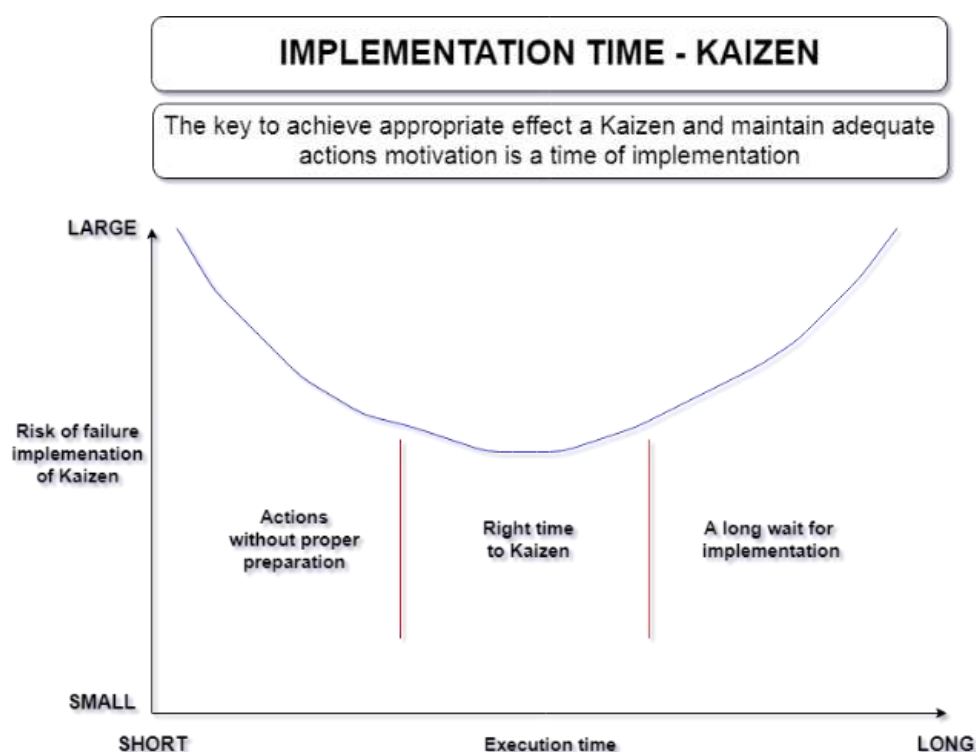 IMPLEMENTATION TIME - KAIZEN
The key to achieve appropriate effect a Kaizen and maintain adequate
actions motivation is a time of implementation
LARGE
Risk of failure
implemenation
of Kaizen
Actions
without proper
preparation
Right time
to Kaizen
A long wait for
implementation
SMALL
SHORT
Execution time
LONG